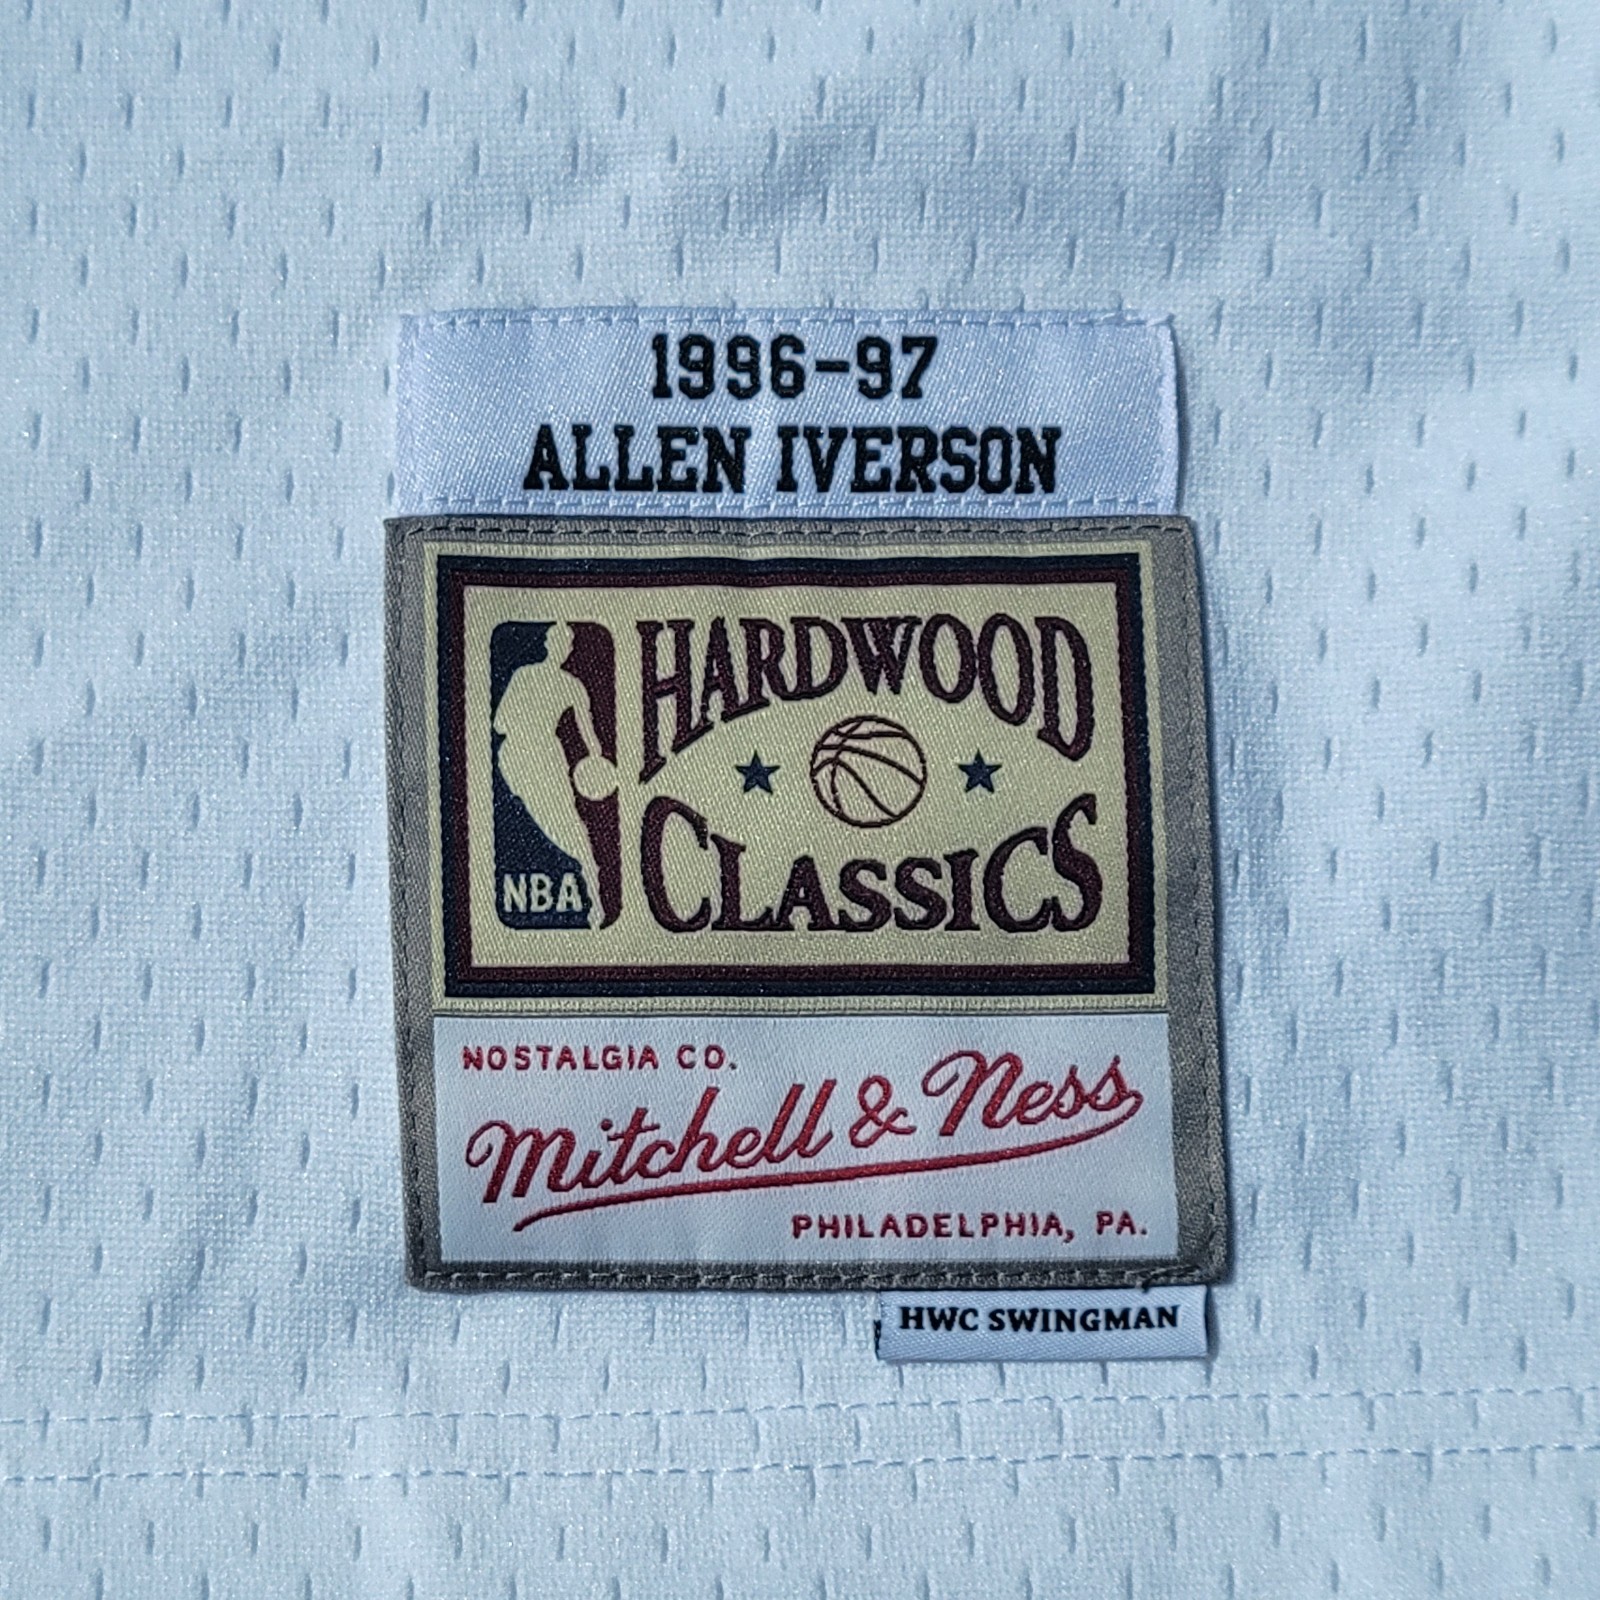 1996-97
ALLEN IVERSON
HARDWOOD
CLASSICS
NBA
NOSTALGIA CO.
Mitchell & Ness
PHILADELPHIA, PA.
HWC SWINGMAN